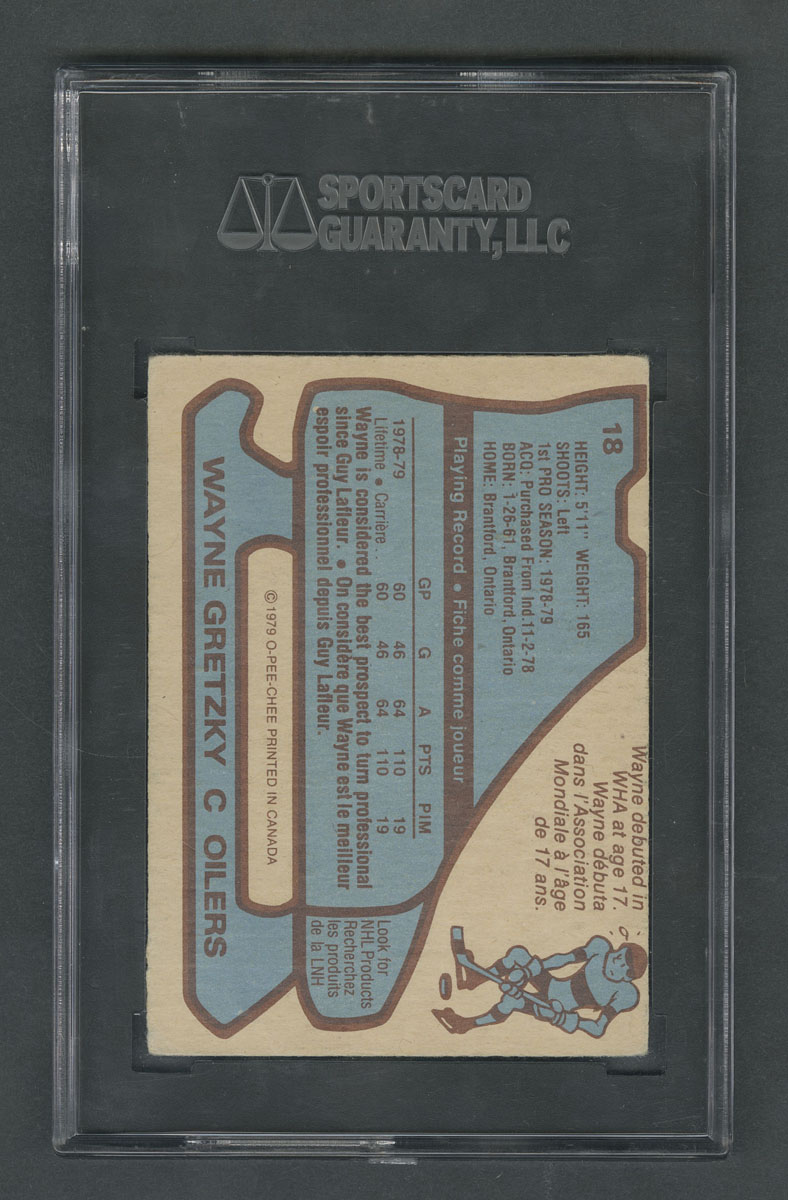 SPORTSCARD
GUARANTY, LLC
18
HEIGHT: 5'11" WEIGHT: 165
SHOOTS: Left
1st PRO SEASON: 1978-79
ACQ: Purchased From Ind. 11-2-78
BORN: 1-26-61, Brantford, Ontario
HOME: Brantford, Ontario
Wayne debuted in
WHA at age 17.
Wayne débuta
dans l'Association
Mondiale à l'âge
de 17 ans.
Playing Record • Fiche comme joueur
GP G A PTS PIM
1978-79 60 46 64 110 19
Lifetime • Carrière . . 60 46 64 110 19
Wayne is considered the best prospect to turn professional
since Guy Lafleur. • On considère que Wayne est le meilleur
espoir professionnel depuis Guy Lafleur.
Look for
NHL Products
Recherchez
les produits
de la LNH
©1979 O-PEE-CHEE PRINTED IN CANADA
WAYNE GRETZKY C OILERS